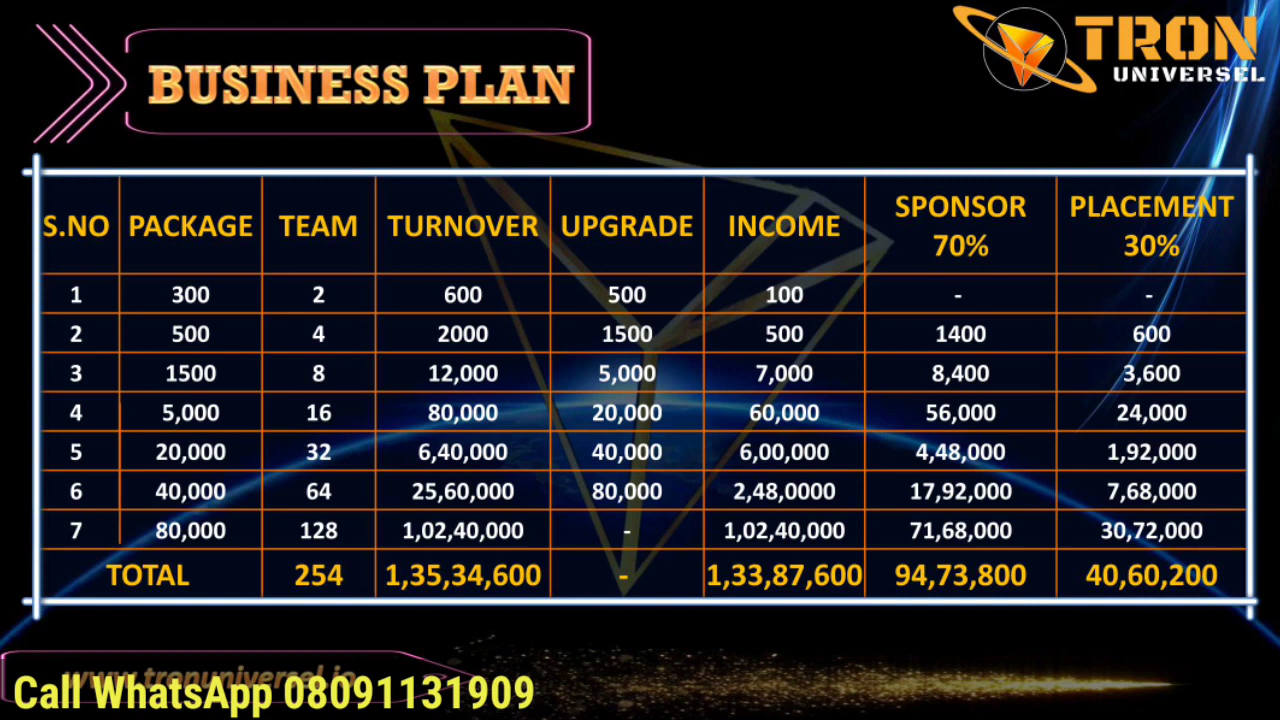 BUSINESS PLAN
TRON
UNIVERSEL
S.NO PACKAGE TEAM TURNOVER UPGRADE INCOME SPONSOR 70% PLACEMENT 30%
1 300 2 600 500 100 - -
2 500 4 2000 1500 500 1400 600
3 1500 8 12,000 5,000 7,000 8,400 3,600
4 5,000 16 80,000 20,000 60,000 56,000 24,000
5 20,000 32 6,40,000 40,000 6,00,000 4,48,000 1,92,000
6 40,000 64 25,60,000 80,000 2,48,0000 17,92,000 7,68,000
7 80,000 128 1,02,40,000 - 1,02,40,000 71,68,000 30,72,000
TOTAL 254 1,35,34,600 - 1,33,87,600 94,73,800 40,60,200
www.tronuniversel.io
Call WhatsApp 08091131909